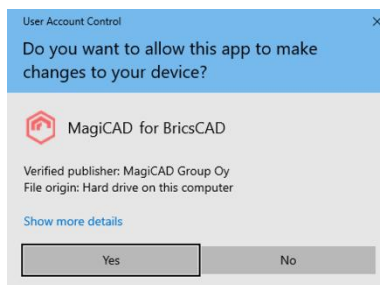 User Account Control
Do you want to allow this app to make
changes to your device?
MagiCAD for BricsCAD
Verified publisher: MagiCAD Group Oy
File origin: Hard drive on this computer
Show more details
Yes
No